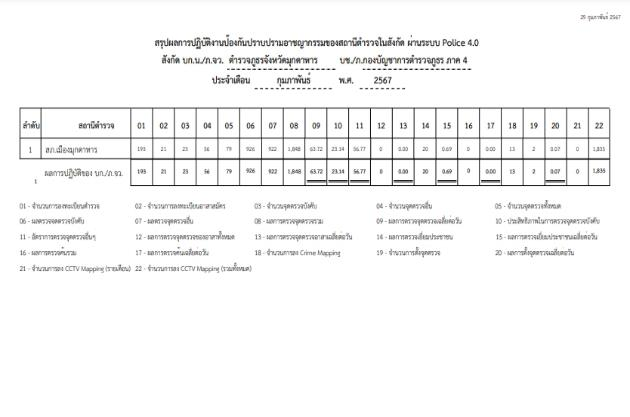 25 กุมภาพันธ์ 2567
สรุปผลการปฏิบัติงานป้องกันปราบปรามอาชญากรรมของสถานีตำรวจในสังกัด ผ่านระบบ Police 4.0
สังกัด บก.น./ภ.จว. ตำรวจภูธรจังหวัดมุกดาหาร บช./ภ.กองบัญชาการตำรวจภูธร ภาค 4
ประจำเดือน กุมภาพันธ์ พ.ศ. 2567
ลำดับ สถานีตำรวจ 01 02 03 04 05 06 07 08 09 10 11 12 13 14 15 16 17 18 19 20 21 22
1 สภ.เมืองมุกดาหาร 193 21 23 56 79 926 922 1,848 63.72 23.14 56.77 0 0.00 20 0.69 0 0.00 13 2 0.07 0 1,835
ผลการปฏิบัติของ บก./ภ.จว. 193 21 23 56 79 926 922 1,848 63.72 23.14 56.77 0 0.00 20 0.69 0 0.00 13 2 0.07 0 1,835
1
01 - จำนวนการลงทะเบียนตำรวจ 02 - จำนวนการลงทะเบียนอาสาสมัคร 03 - จำนวนจุดตรวจบังคับ 04 - จำนวนจุดตรวจอื่น 05 - จำนวนจุดตรวจทั้งหมด
06 - ผลตรวจจุดตรวจบังคับ 07 - ผลตรวจจุดตรวจอื่น 08 - ผลการตรวจจุดตรวจรวม 09 - ผลการตรวจจุดตรวจเฉลี่ยต่อวัน 10 - ประสิทธิภาพในการตรวจจุดตรวจบังคับ
11 - อัตราการตรวจจุดตรวจอื่นๆ 12 - ผลการตรวจจุดตรวจของอาสาทั้งหมด 13 - ผลการตรวจจุดตรวจอาสาเฉลี่ยต่อวัน 14 - ผลการตรวจเยี่ยมประชาชน 15 - ผลการตรวจเยี่ยมประชาชนเฉลี่ยต่อวัน
16 - ผลการตรวจค้นรวม 17 - ผลการตรวจค้นเฉลี่ยต่อวัน 18 - จำนวนการลง Crime Mapping 19 - จำนวนการตั้งจุดตรวจ 20 - ผลการตั้งจุดตรวจเฉลี่ยต่อวัน
21 - จำนวนการลง CCTV Mapping (รายเดือน) 22 - จำนวนการลง CCTV Mapping (รวมทั้งหมด)